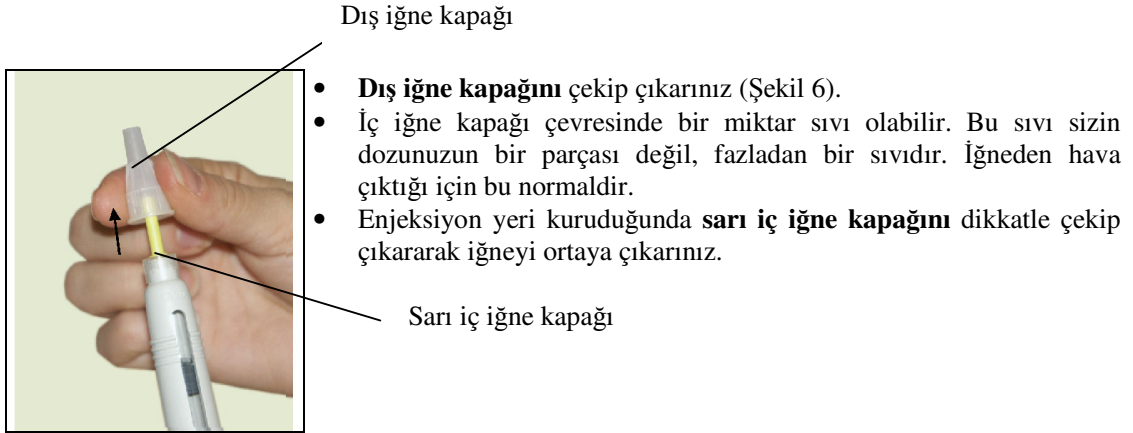 Dış iğne kapağı
• Dış iğne kapağını çekip çıkarınız (Şekil 6).
• İç iğne kapağı çevresinde bir miktar sıvı olabilir. Bu sıvı sizin
dozunuzun bir parçası değil, fazladan bir sıvıdır. İğneden hava
çıktığı için bu normaldir.
• Enjeksiyon yeri kuruduğunda sarı iç iğne kapağını dikkatle çekip
çıkararak iğneyi ortaya çıkarınız.
Sarı iç iğne kapağı